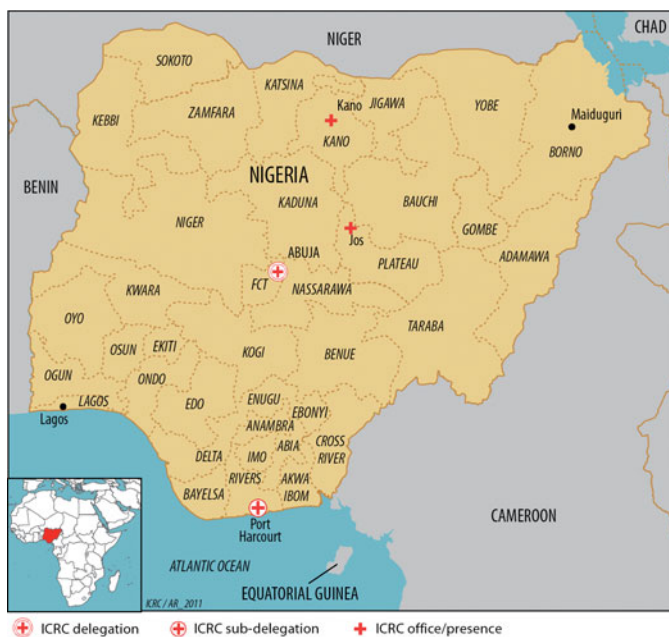 NIGER
CHAD
SOKOTO
KATSINA
Kano
JIGAWA
YOBE
KEBBI
ZAMFARA
Maiduguri
KANO
BORNO
BENIN
NIGERIA
KADUNA
BAUCHI
NIGER
GOMBE
Jos
ABUJA
ADAMAWA
PLATEAU
FCT
NASSARAWA
KWARA
OYO
TARABA
OSUN
EKITI
KOGI
BENUE
OGUN
ONDO
LAGOS
EDO
ENUGU
EBONYI
Lagos
ANAMBRA
CROSS
RIVER
ABIA
DELTA
IMO
RIVERS
AKWA
IBOM
BAYELSA
CAMEROON
Port
Harcourt
ATLANTIC OCEAN
EQUATORIAL GUINEA
ICRC / AR_2011
ICRC delegation
ICRC sub-delegation
ICRC office/presence